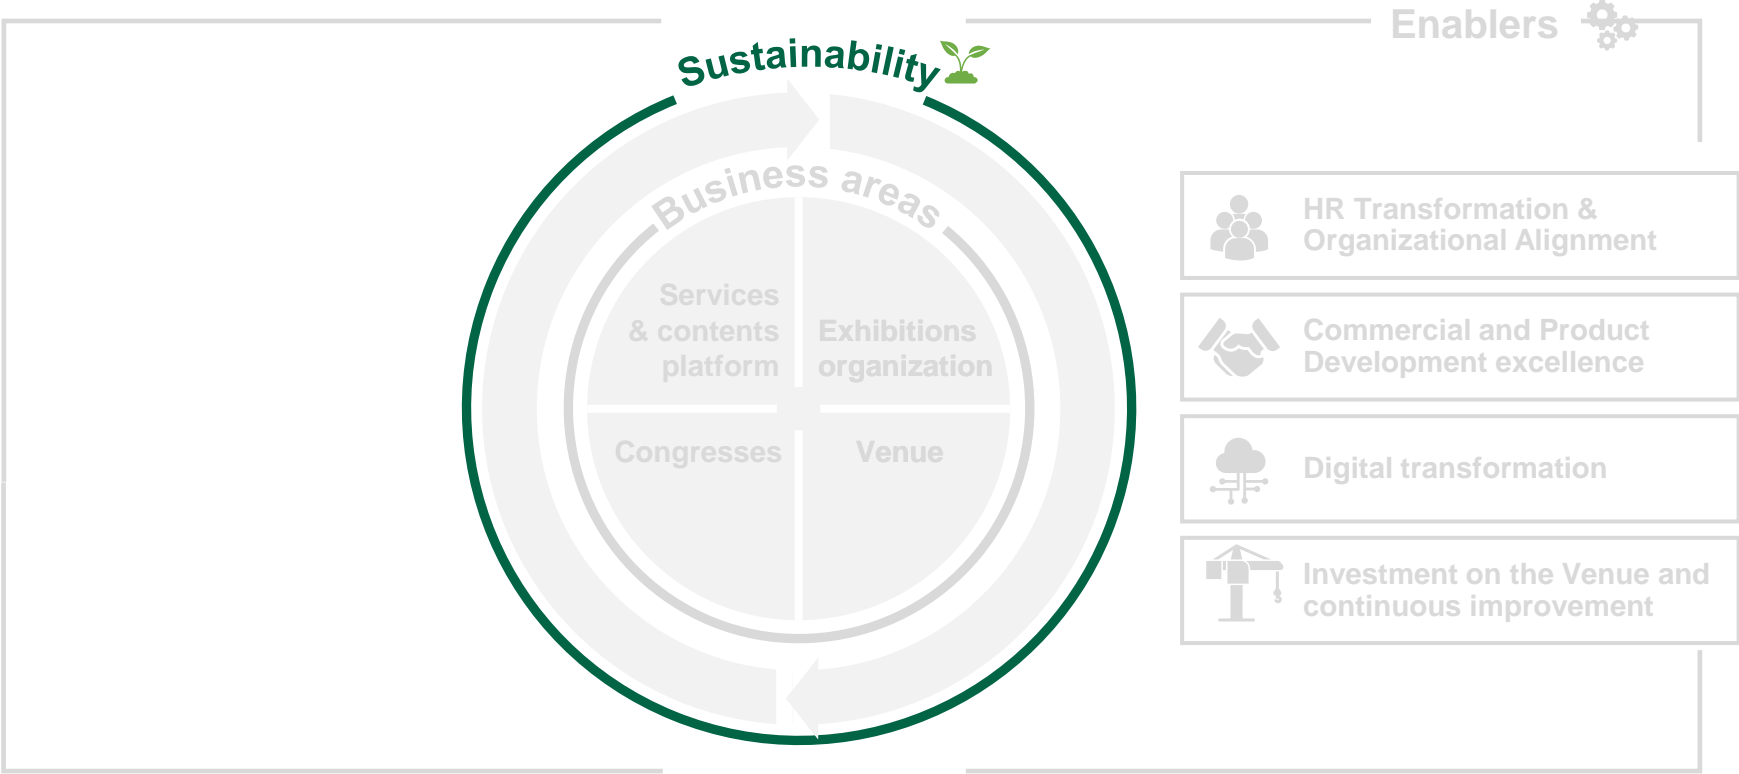 Enablers
Sustainability
Business areas
Services
& contents
platform
Exhibitions
organization
Congresses
Venue
HR Transformation &
Organizational Alignment
Commercial and Product
Development excellence
Digital transformation
Investment on the Venue and
continuous improvement